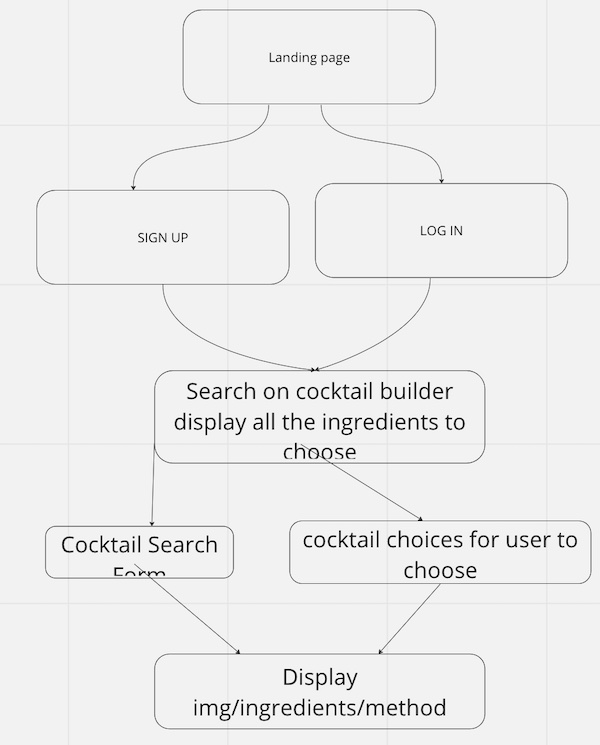 Landing page
SIGN UP
LOG IN
Search on cocktail builder
display all the ingredients to
choose
Cocktail Search
Form
cocktail choices for user to
choose
Display
img/ingredients/method